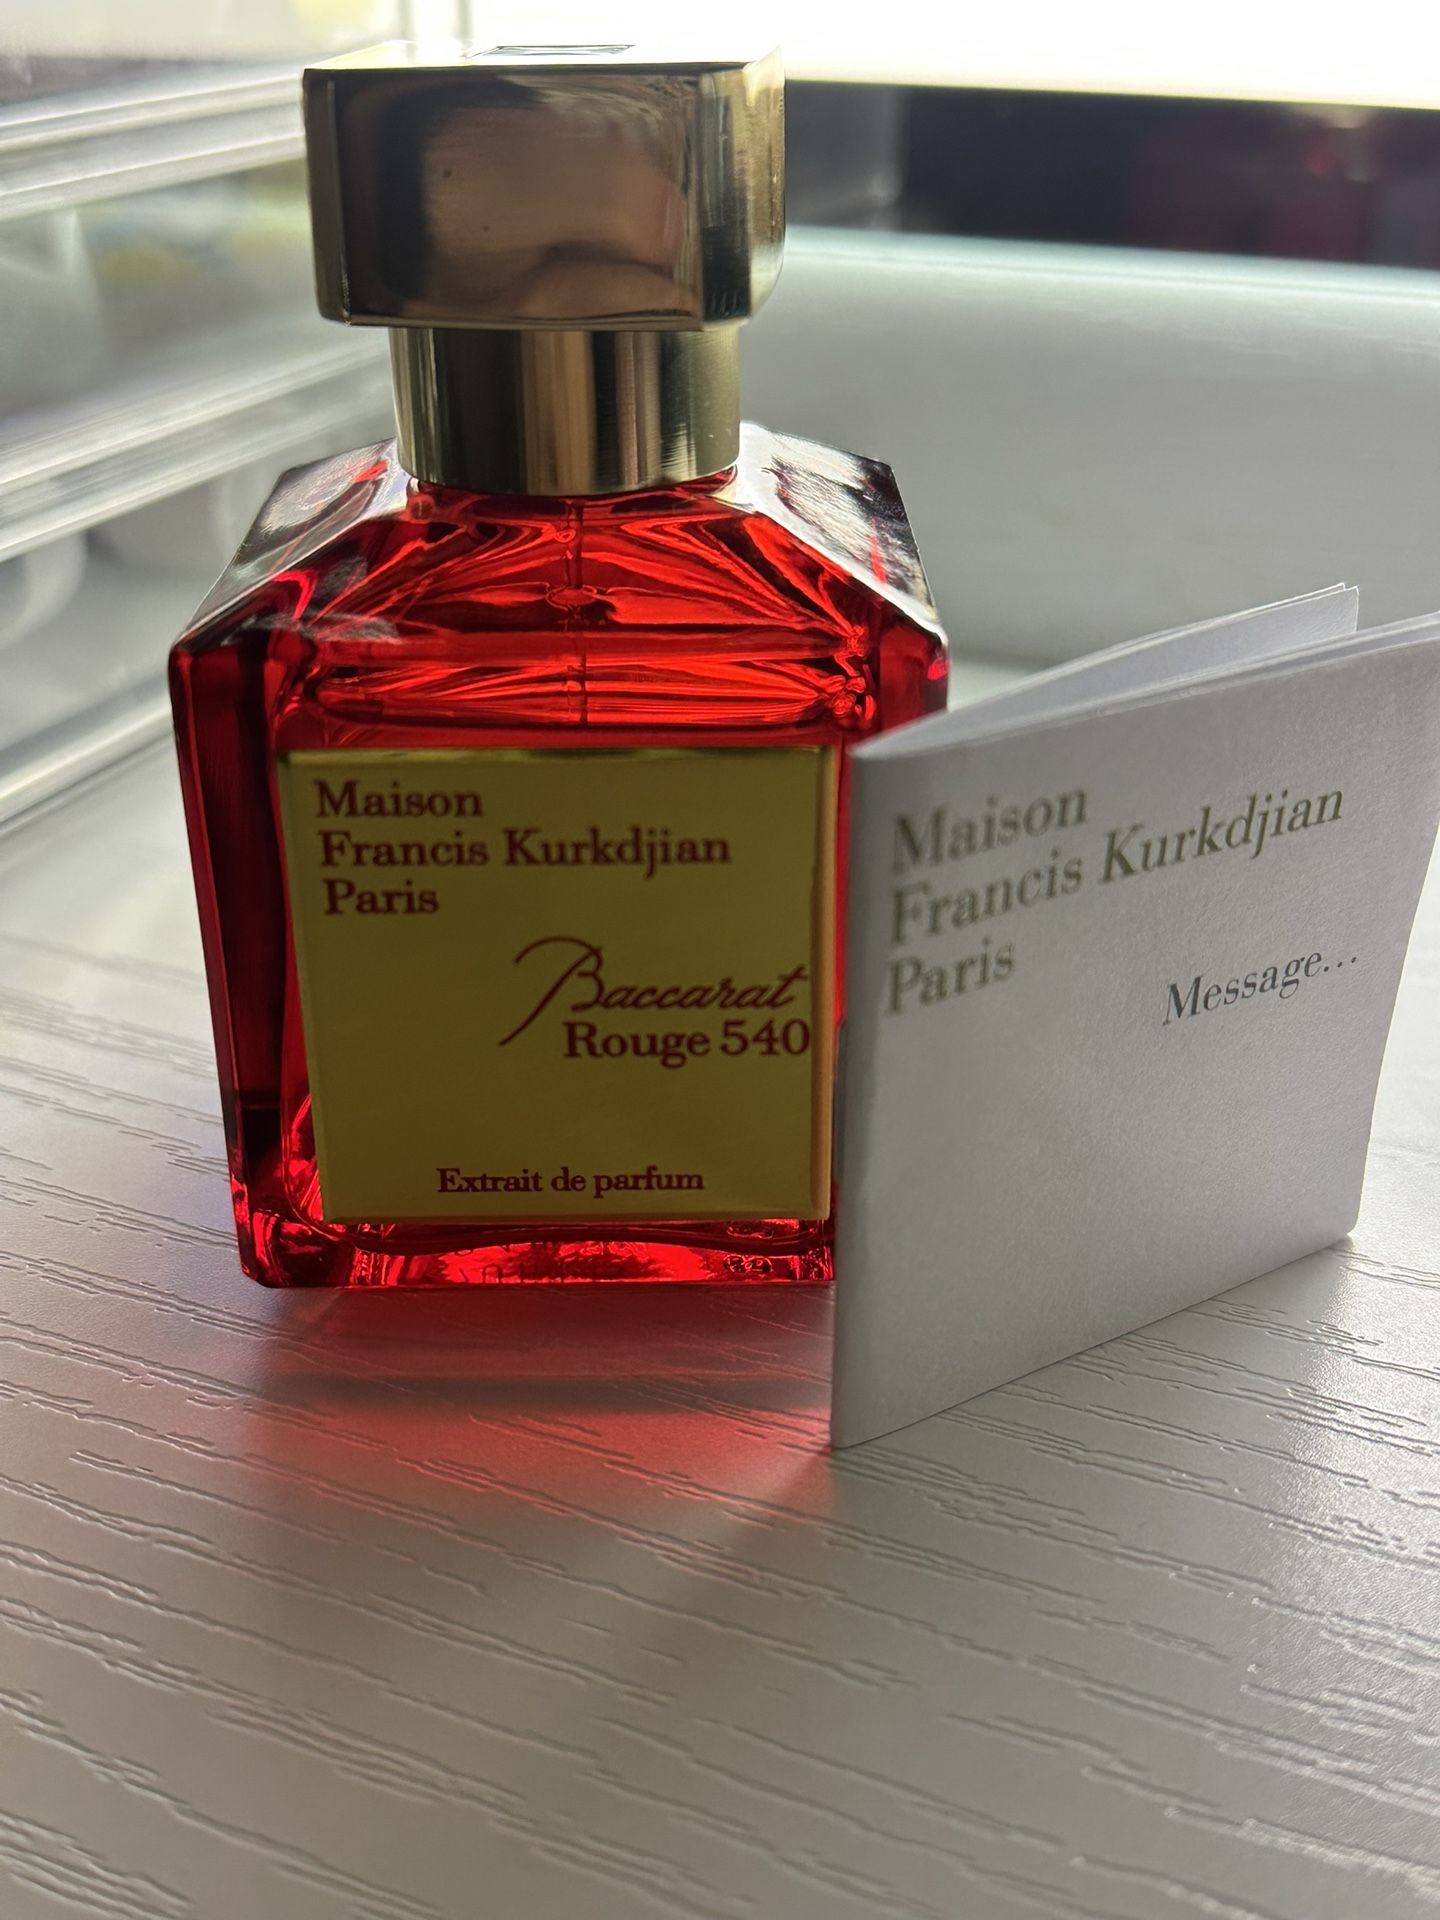 Maison
Francis Kurkdjian
Paris
Baccarat
Rouge 540
Extrait de parfum
Maison
Francis Kurkdjian
Paris
Message...